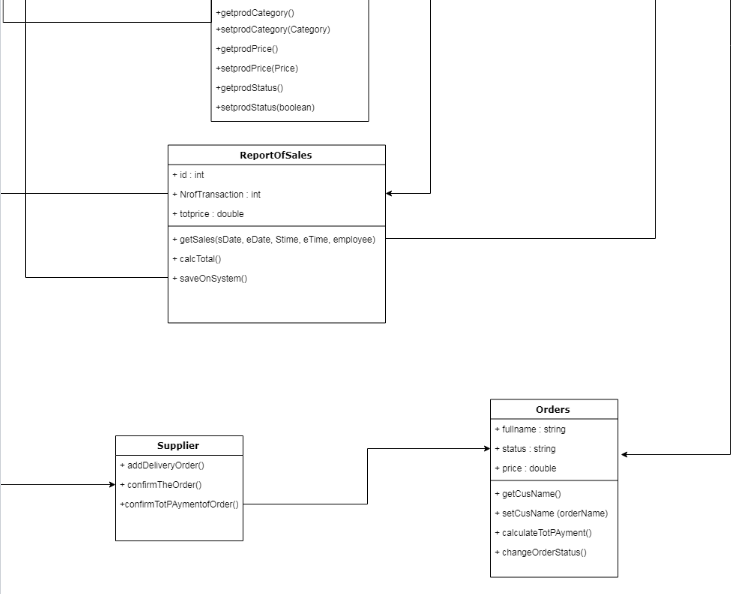 +getprodCategory()
+setprodCategory(Category)
+getprodPrice()
+setprodPrice(Price)
+getprodStatus()
+setprodStatus(boolean)
ReportOfSales
+ id : int
+ NrofTransaction : int
+ totprice : double
+ getSales(sDate, eDate, Stime, eTime, employee)
+ calcTotal()
+ saveOnSystem()
Supplier
+ addDeliveryOrder()
+ confirmTheOrder()
+confirmTotPAymentofOrder()
Orders
+ fullname : string
+ status : string
+ price : double
+ getCusName()
+ setCusName (orderName)
+ calculateTotPAyment()
+ changeOrderStatus()